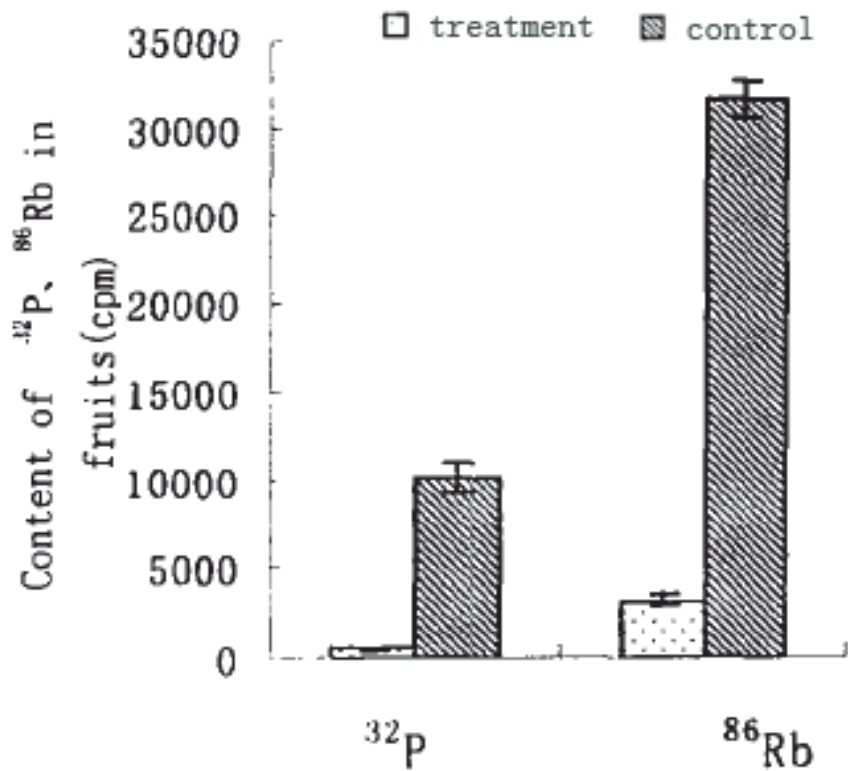 treatment
control
35000
30000
25000
20000
15000
10000
5000
0
Content of ³²P、⁸⁶Rb in
fruits(cpm)
³²P
⁸⁶Rb